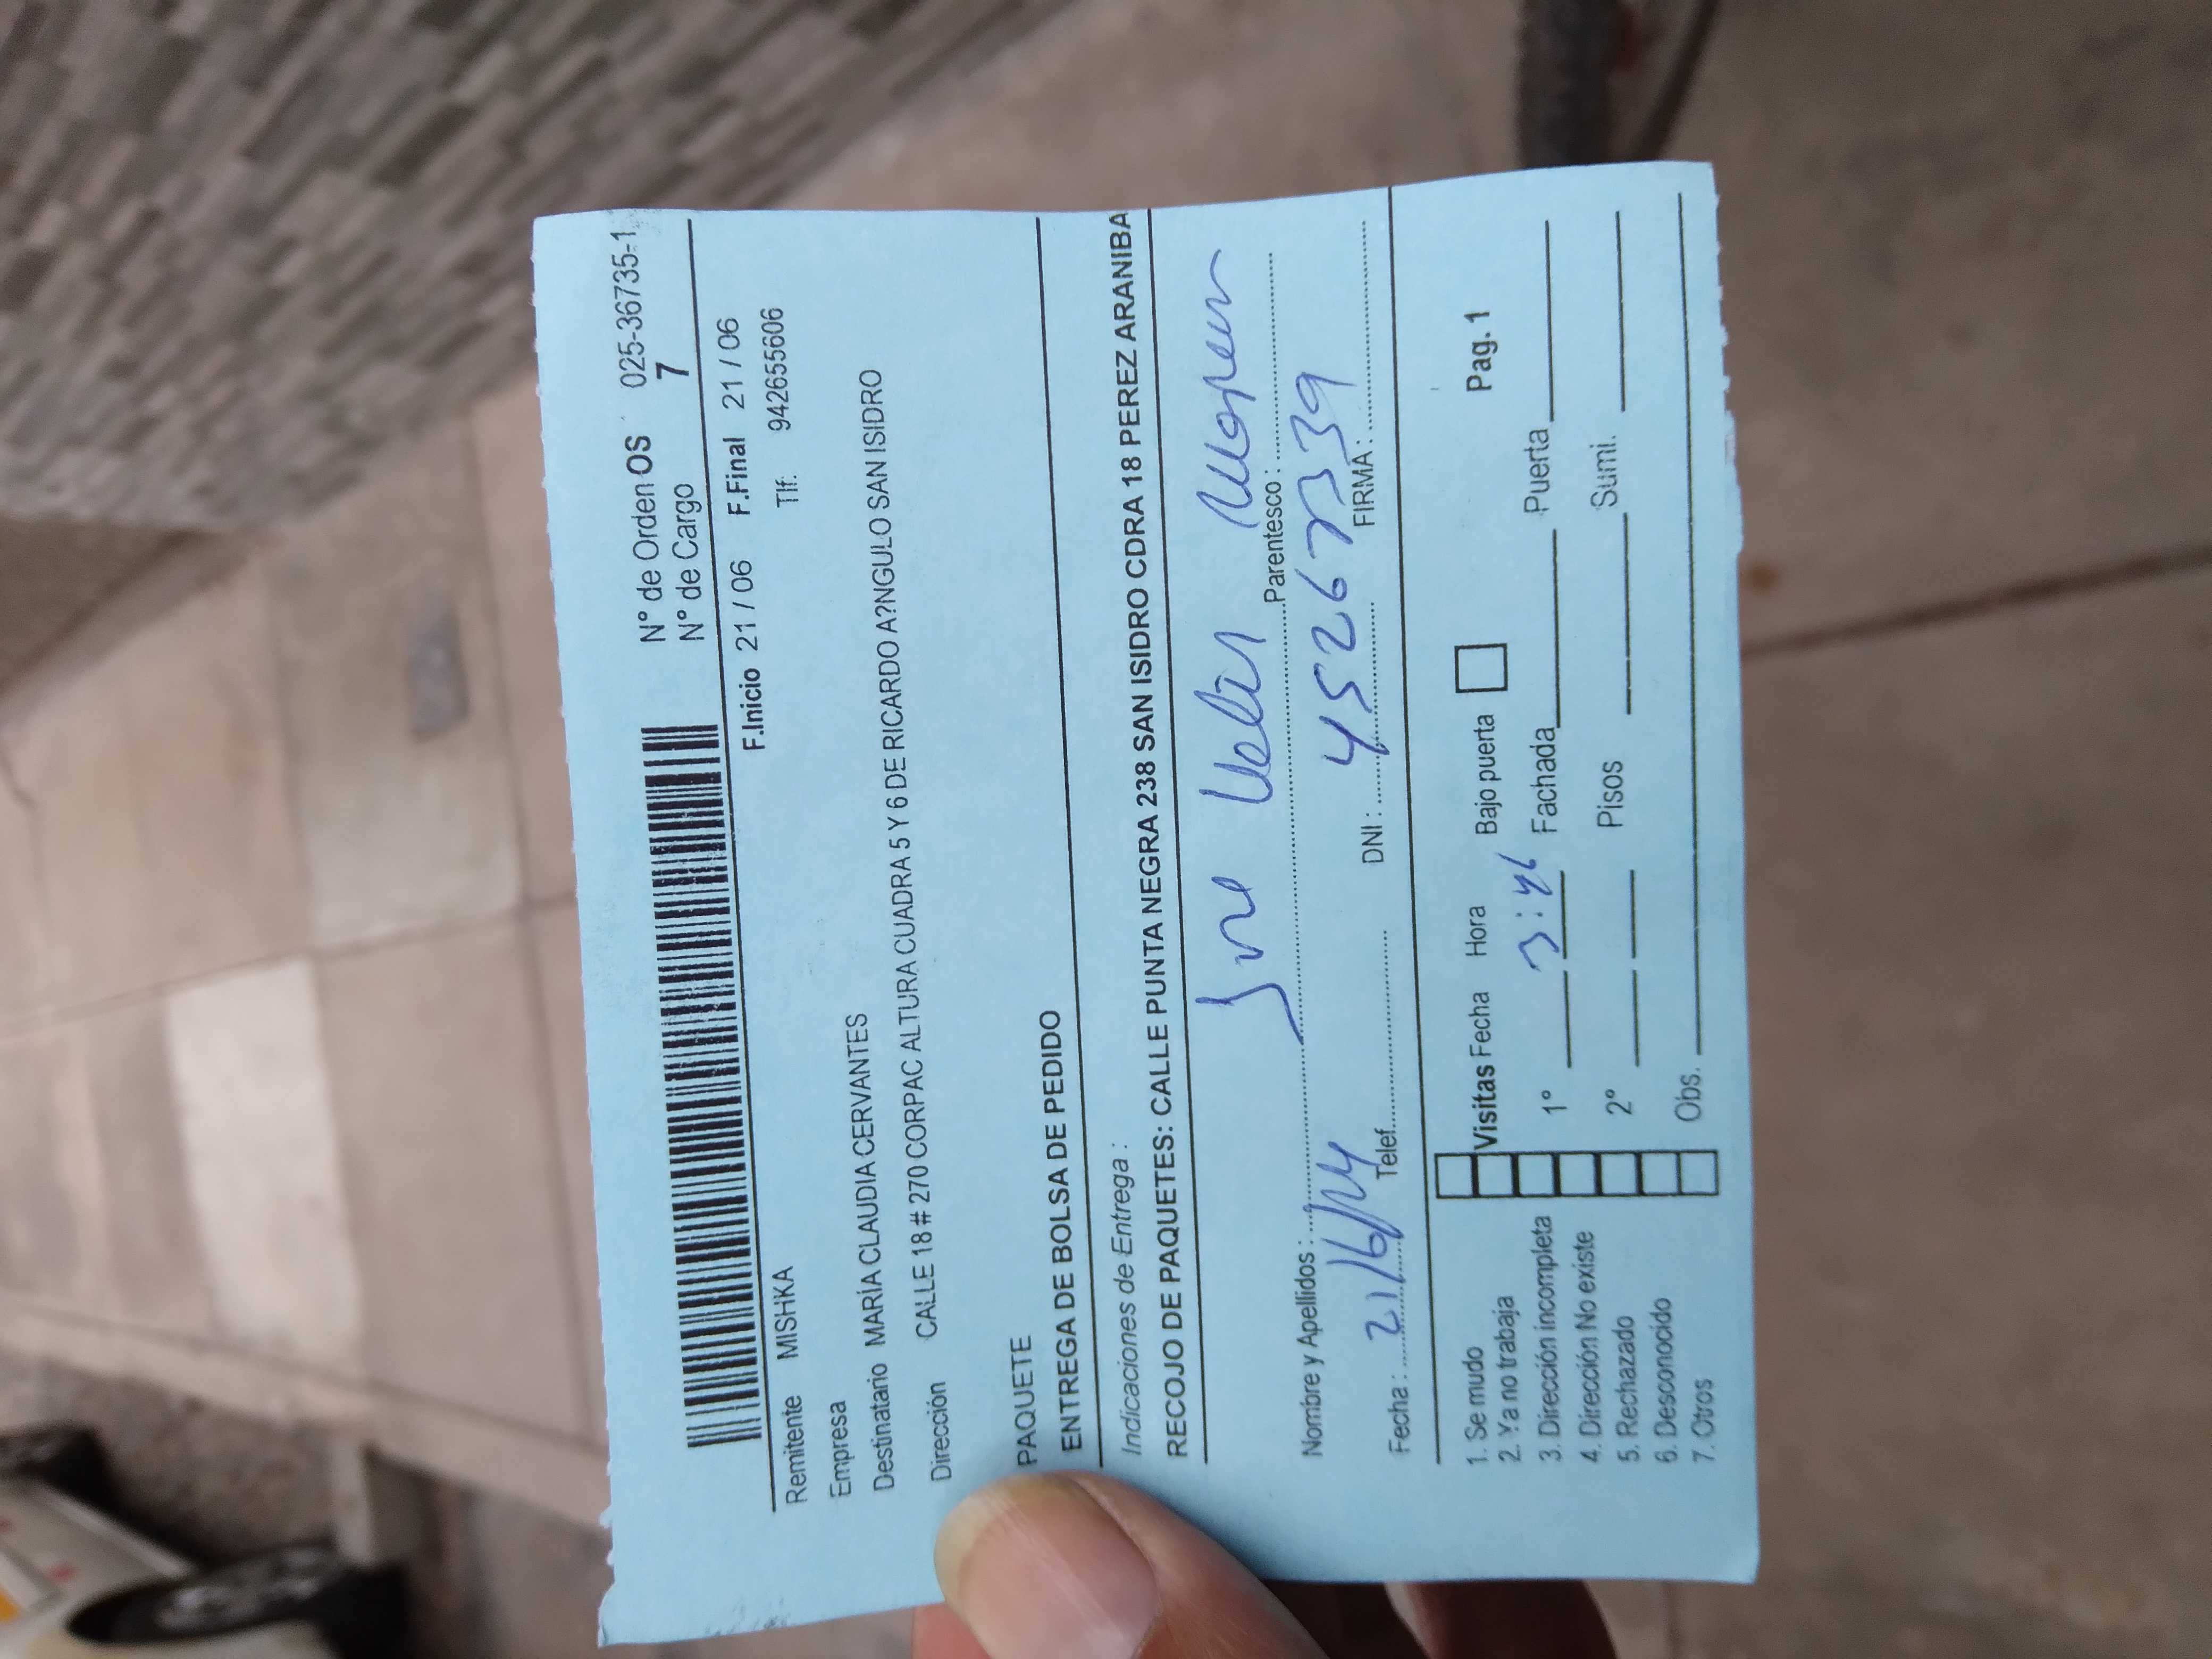 N° de Orden OS 025-36735-1
N° de Cargo 7
F.Inicio 21 / 06 F.Final 21 / 06
Remitente MISHKA Tlf: 942655606
Empresa
Destinatario MARÍA CLAUDIA CERVANTES
Dirección CALLE 18 # 270 CORPAC ALTURA CUADRA 5 Y 6 DE RICARDO A?NGULO SAN ISIDRO
PAQUETE
ENTREGA DE BOLSA DE PEDIDO
Indicaciones de Entrega :
RECOJO DE PAQUETES: CALLE PUNTA NEGRA 238 SAN ISIDRO CDRA 18 PEREZ ARANIBA
Nombre y Apellidos : Parentesco :
Fecha : 21/6/24 Telef. DNI : 45267339 FIRMA :
1. Se mudo
2. Ya no trabaja
3. Dirección incompleta
4. Dirección No existe
5. Rechazado
6. Desconocido
7. Otros
Visitas Fecha Hora Bajo puerta Pag. 1
1° 3:46 Fachada Puerta
2° Pisos Sumi.
Obs.